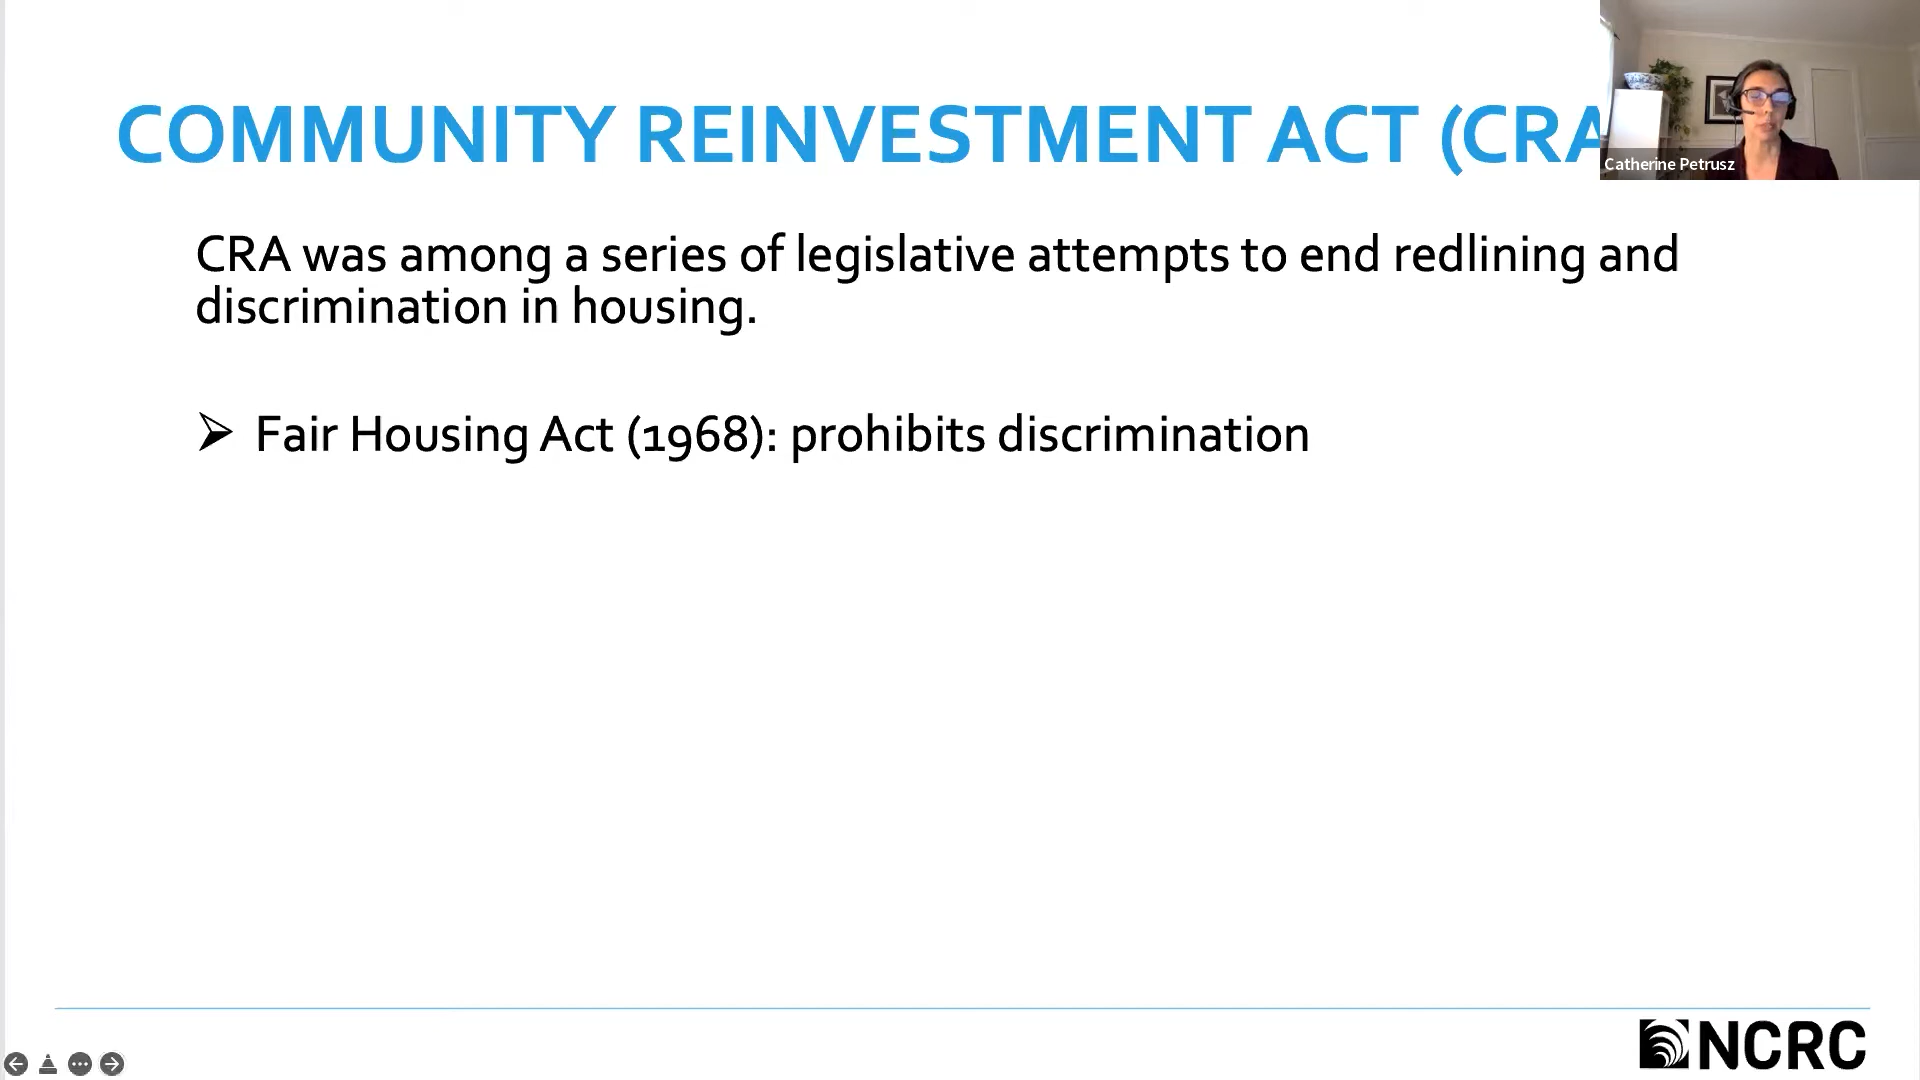 COMMUNITY REINVESTMENT ACT (CRA
Catherine Petrusz
CRA was among a series of legislative attempts to end redlining and
discrimination in housing.
Fair Housing Act (1968): prohibits discrimination
NCRC